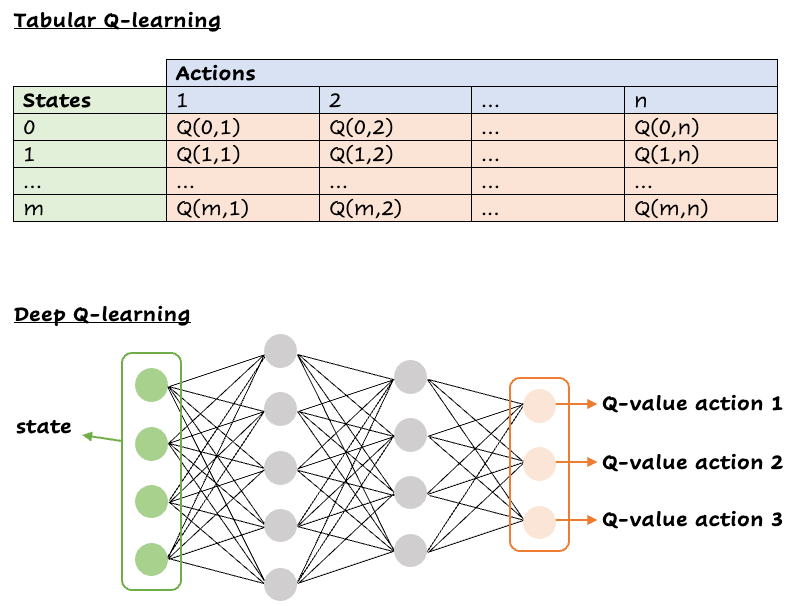 Tabular Q-learning
Actions
States 1 2 ... n
0 Q(0,1) Q(0,2) ... Q(0,n)
1 Q(1,1) Q(1,2) ... Q(1,n)
... ... ... ... ...
m Q(m,1) Q(m,2) ... Q(m,n)
Deep Q-learning
state
Q-value action 1
Q-value action 2
Q-value action 3